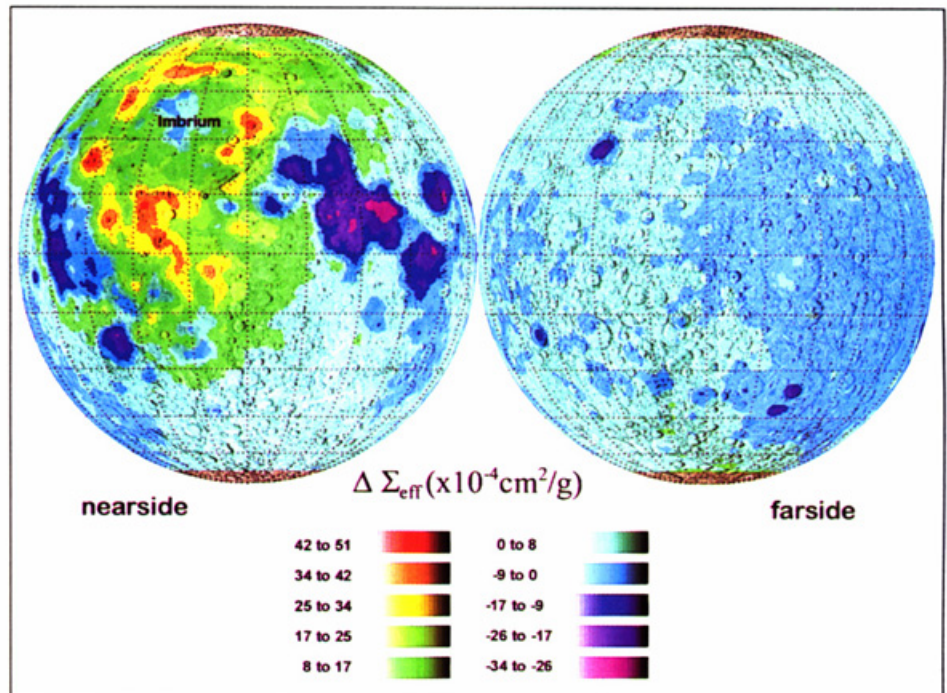 Imbrium
Δ Σeff (x10⁻⁴cm²/g)
nearside
farside
42 to 51
0 to 8
34 to 42
-9 to 0
25 to 34
-17 to -9
17 to 25
-26 to -17
8 to 17
-34 to -26